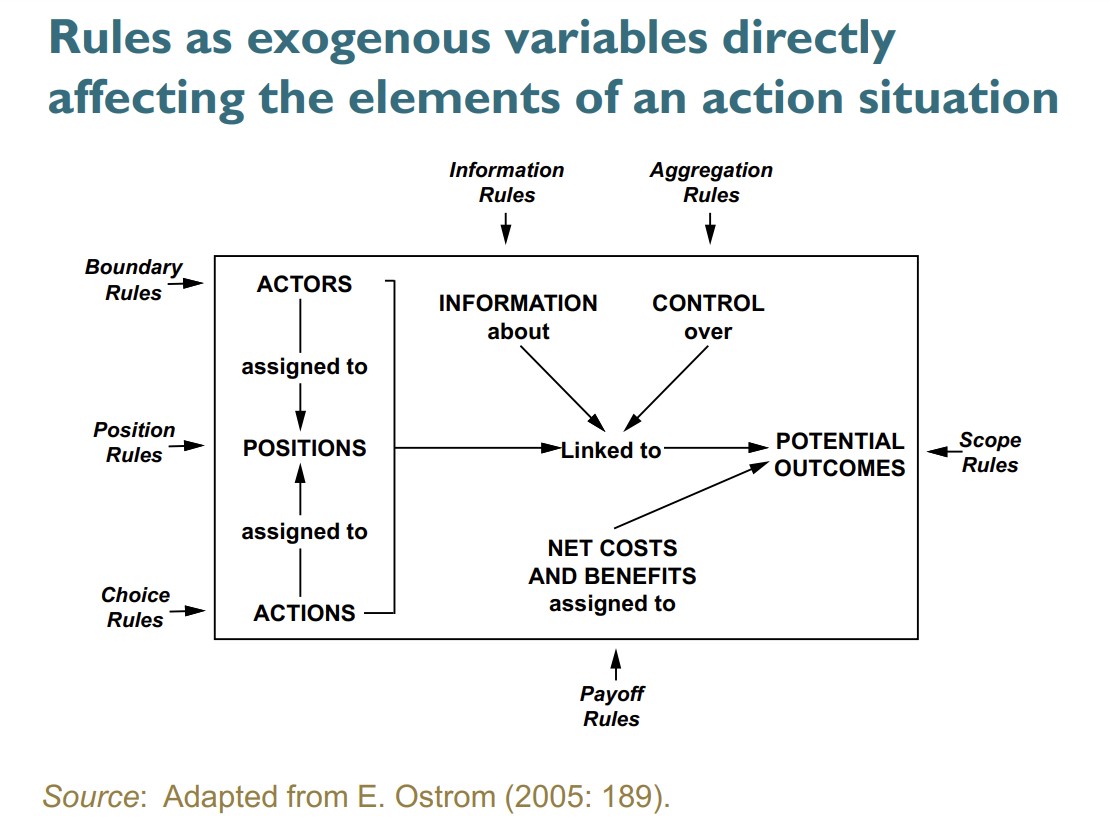 Rules as exogenous variables directly
affecting the elements of an action situation
Information
Rules
Aggregation
Rules
Boundary
Rules
ACTORS
INFORMATION
about
CONTROL
over
assigned to
Position
Rules
POSITIONS
Linked to
POTENTIAL
OUTCOMES
Scope
Rules
assigned to
NET COSTS
AND BENEFITS
assigned to
Choice
Rules
ACTIONS
Payoff
Rules
Source: Adapted from E. Ostrom (2005: 189).